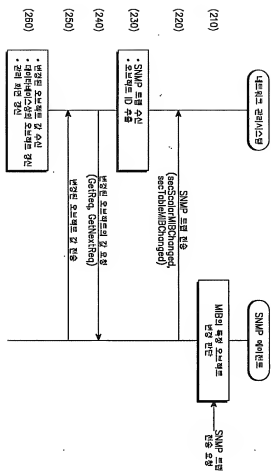 네트워크 관리시스템
SNMP 에이전트
SNMP 트랩
전송 요청
(210)
MIB의 특정 오브젝트
변경 판단
(220)
SNMP 트랩 전송
(secScalarMIBChanged,
secTableMIBChanged)
(230)
• SNMP 트랩 수신
• 오브젝트 ID 추출
(240)
변경된 오브젝트의 값 요청
(GetReq, GetNextReq)
(250)
변경된 오브젝트 값 전송
(260)
• 변경된 오브젝트 값 수신
• 데이터베이스상의 오브젝트 갱신
• 관리 화면 갱신